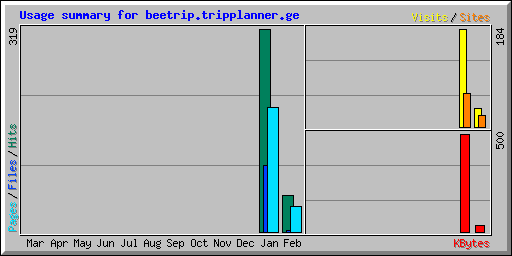 Usage summary for beetrip.tripplanner.ge
Visits/Sites
319
184
500
Pages/Files/Hits
Mar Apr May Jun Jul Aug Sep Oct Nov Dec Jan Feb
KBytes